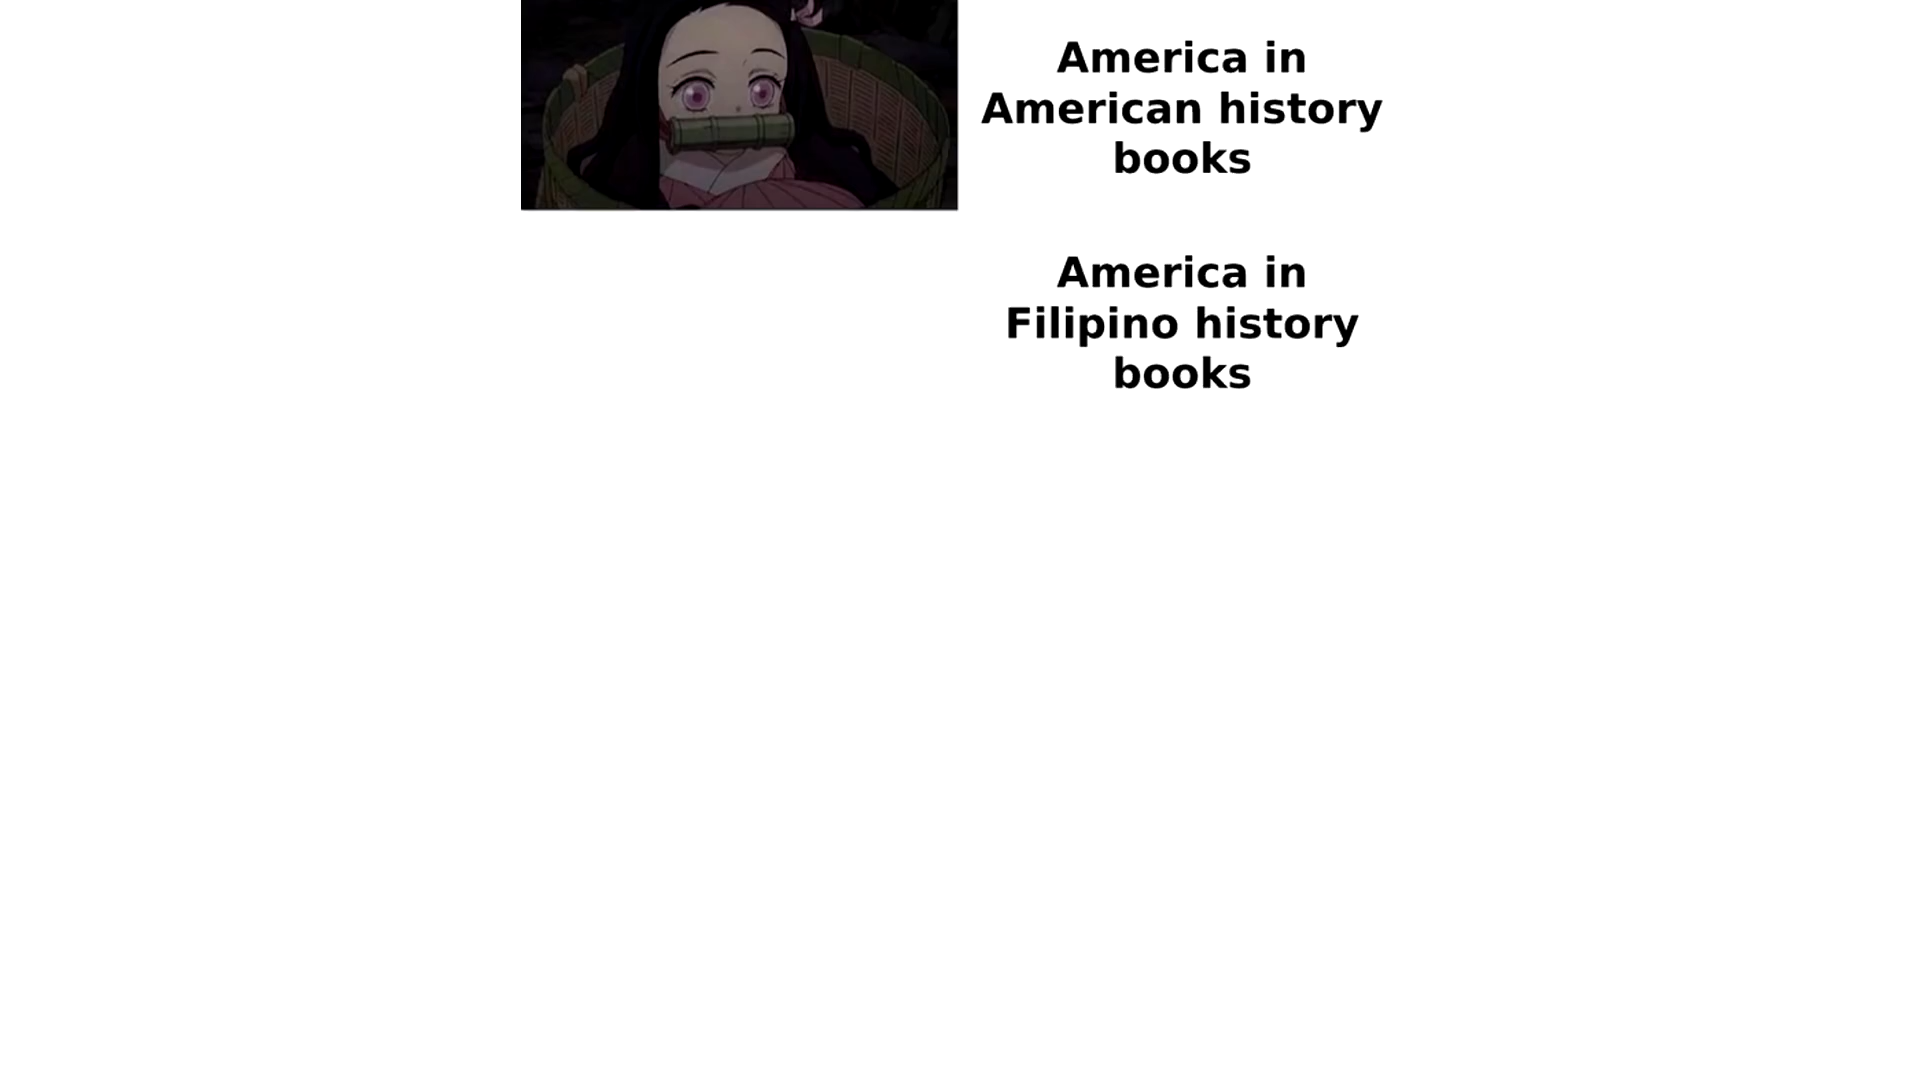 America in
American history
books
America in
Filipino history
books